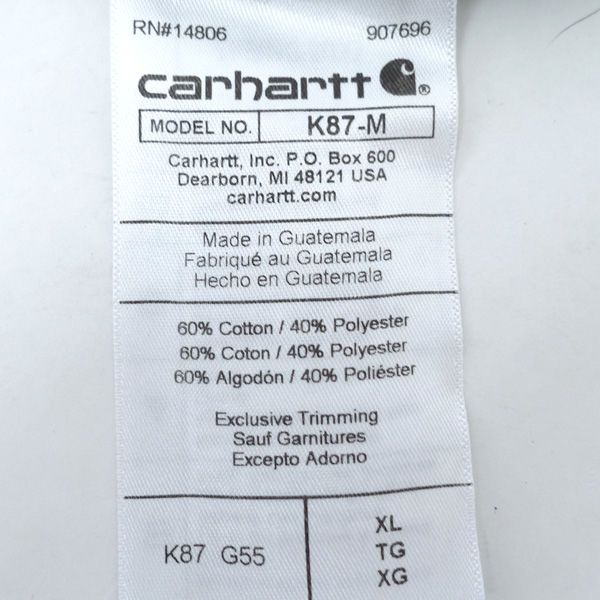 RN#14806 907696
carhartt ®
MODEL NO. K87-M
Carhartt, Inc. P.O. Box 600
Dearborn, MI 48121 USA
carhartt.com
Made in Guatemala
Fabriqué au Guatemala
Hecho en Guatemala
60% Cotton / 40% Polyester
60% Coton / 40% Polyester
60% Algodón / 40% Poliéster
Exclusive Trimming
Sauf Garnitures
Excepto Adorno
K87 G55
XL
TG
XG